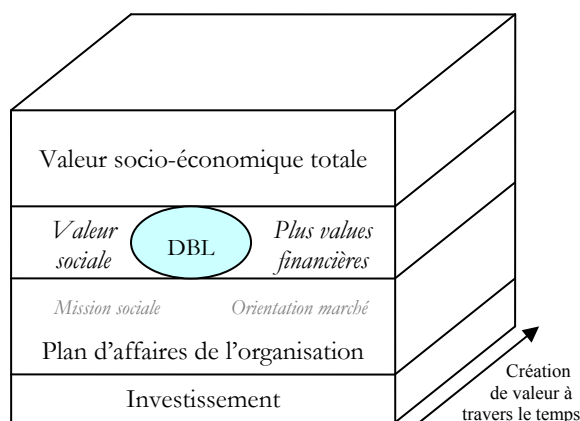 Valeur socio-économique totale
Valeur
sociale
DBL
Plus values
financières
Mission sociale
Orientation marché
Plan d'affaires de l'organisation
Investissement
Création
de valeur à
travers le temps